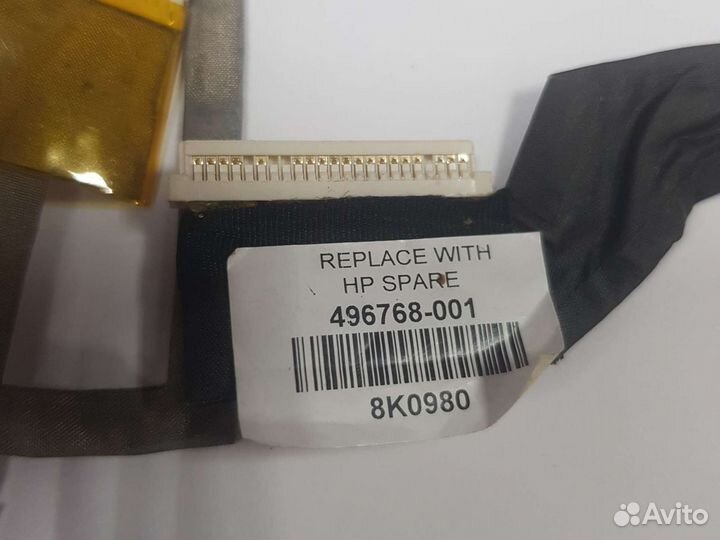 REPLACE WITH
HP SPARE
496768-001
8K0980
Avito